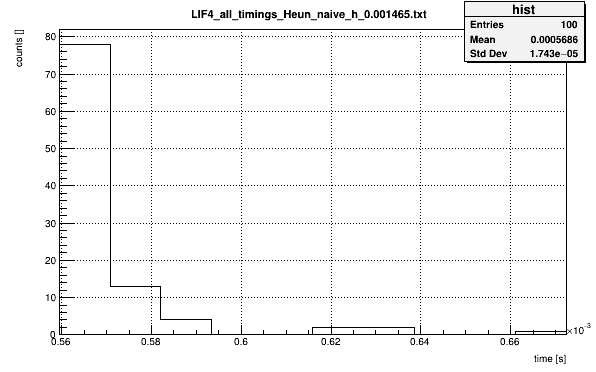 LIF4_all_timings_Heun_naive_h_0.001465.txt
hist
Entries 100
Mean 0.0005686
Std Dev 1.743e−05
counts []
80
70
60
50
40
30
20
10
0
0.56 0.58 0.6 0.62 0.64 0.66
×10⁻³
time [s]